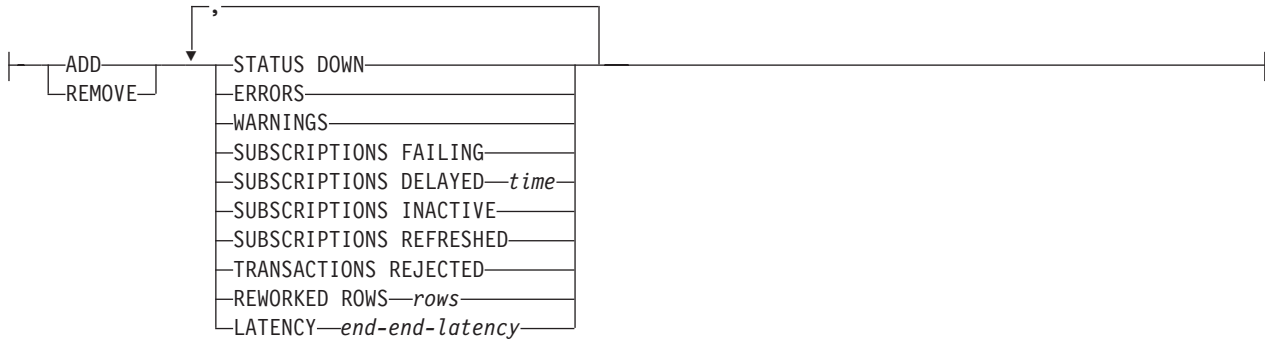 ,
ADD STATUS DOWN
REMOVE ERRORS
WARNINGS
SUBSCRIPTIONS FAILING
SUBSCRIPTIONS DELAYED time
SUBSCRIPTIONS INACTIVE
SUBSCRIPTIONS REFRESHED
TRANSACTIONS REJECTED
REWORKED ROWS rows
LATENCY end-end-latency